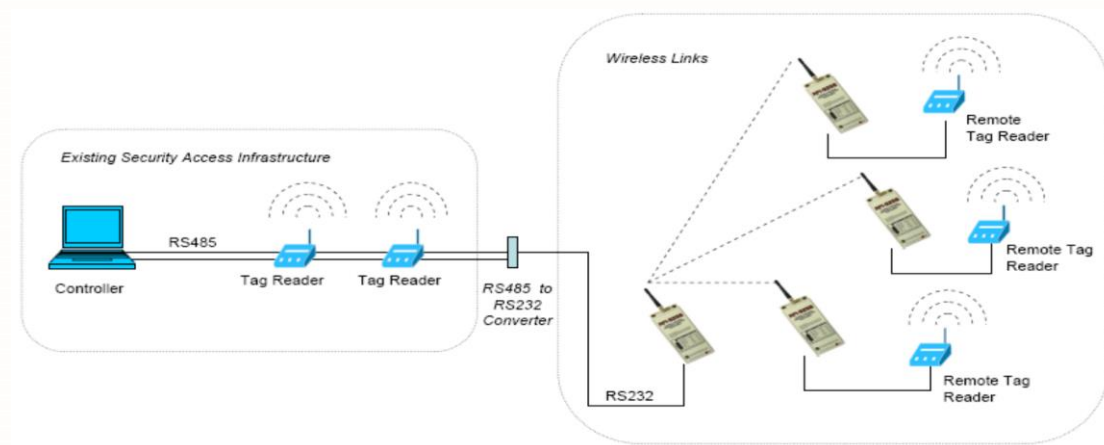 Wireless Links
Remote
Tag Reader
Existing Security Access Infrastructure
RS485
Controller
Tag Reader
Tag Reader
RS485 to
RS232
Converter
Remote Tag
Reader
RS232
Remote Tag
Reader